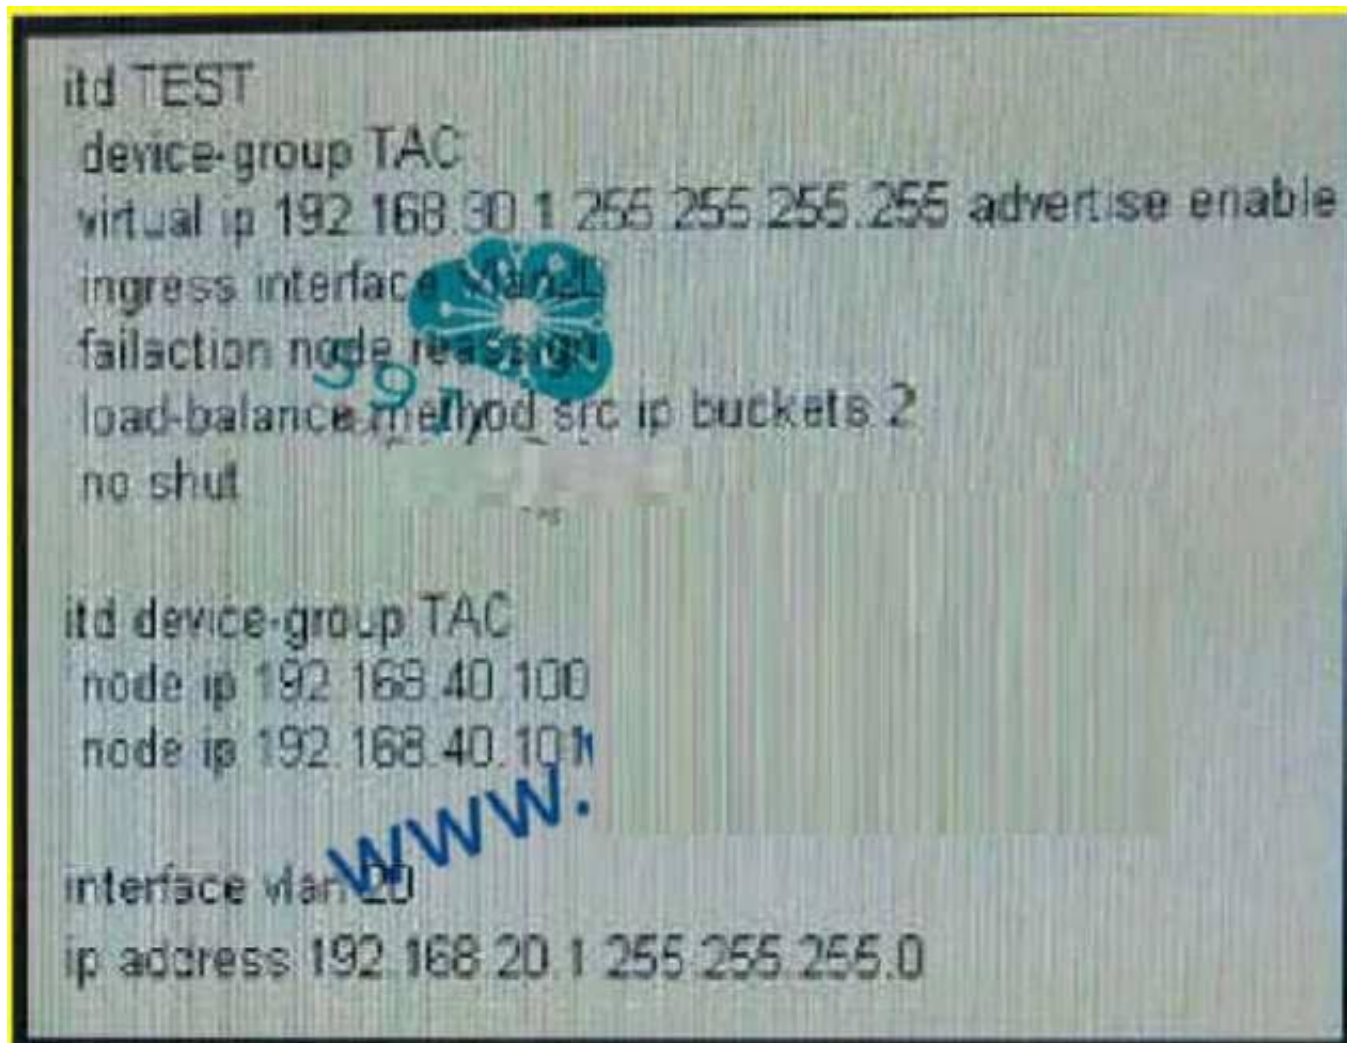 itd TEST
device-group TAC
virtual ip 192.168.30.1 255.255.255.255 advertise enable
ingress interface
failaction node reassign
load-balance method src ip buckets 2
no shut
itd device-group TAC
node ip 192.168.40.100
node ip 192.168.40.101
www.
interface vlan 20
ip address 192.168.20.1 255.255.255.0